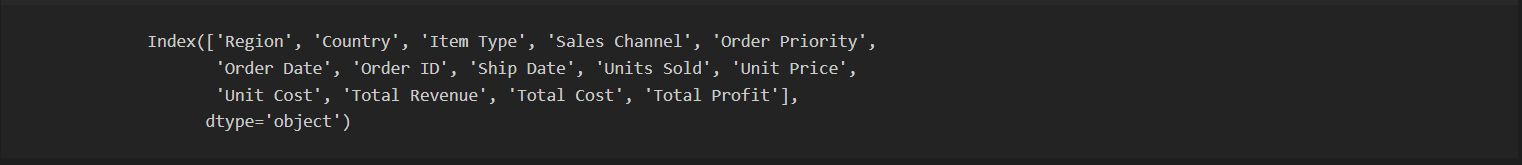 Index(['Region', 'Country', 'Item Type', 'Sales Channel', 'Order Priority',
'Order Date', 'Order ID', 'Ship Date', 'Units Sold', 'Unit Price',
'Unit Cost', 'Total Revenue', 'Total Cost', 'Total Profit'],
dtype='object')